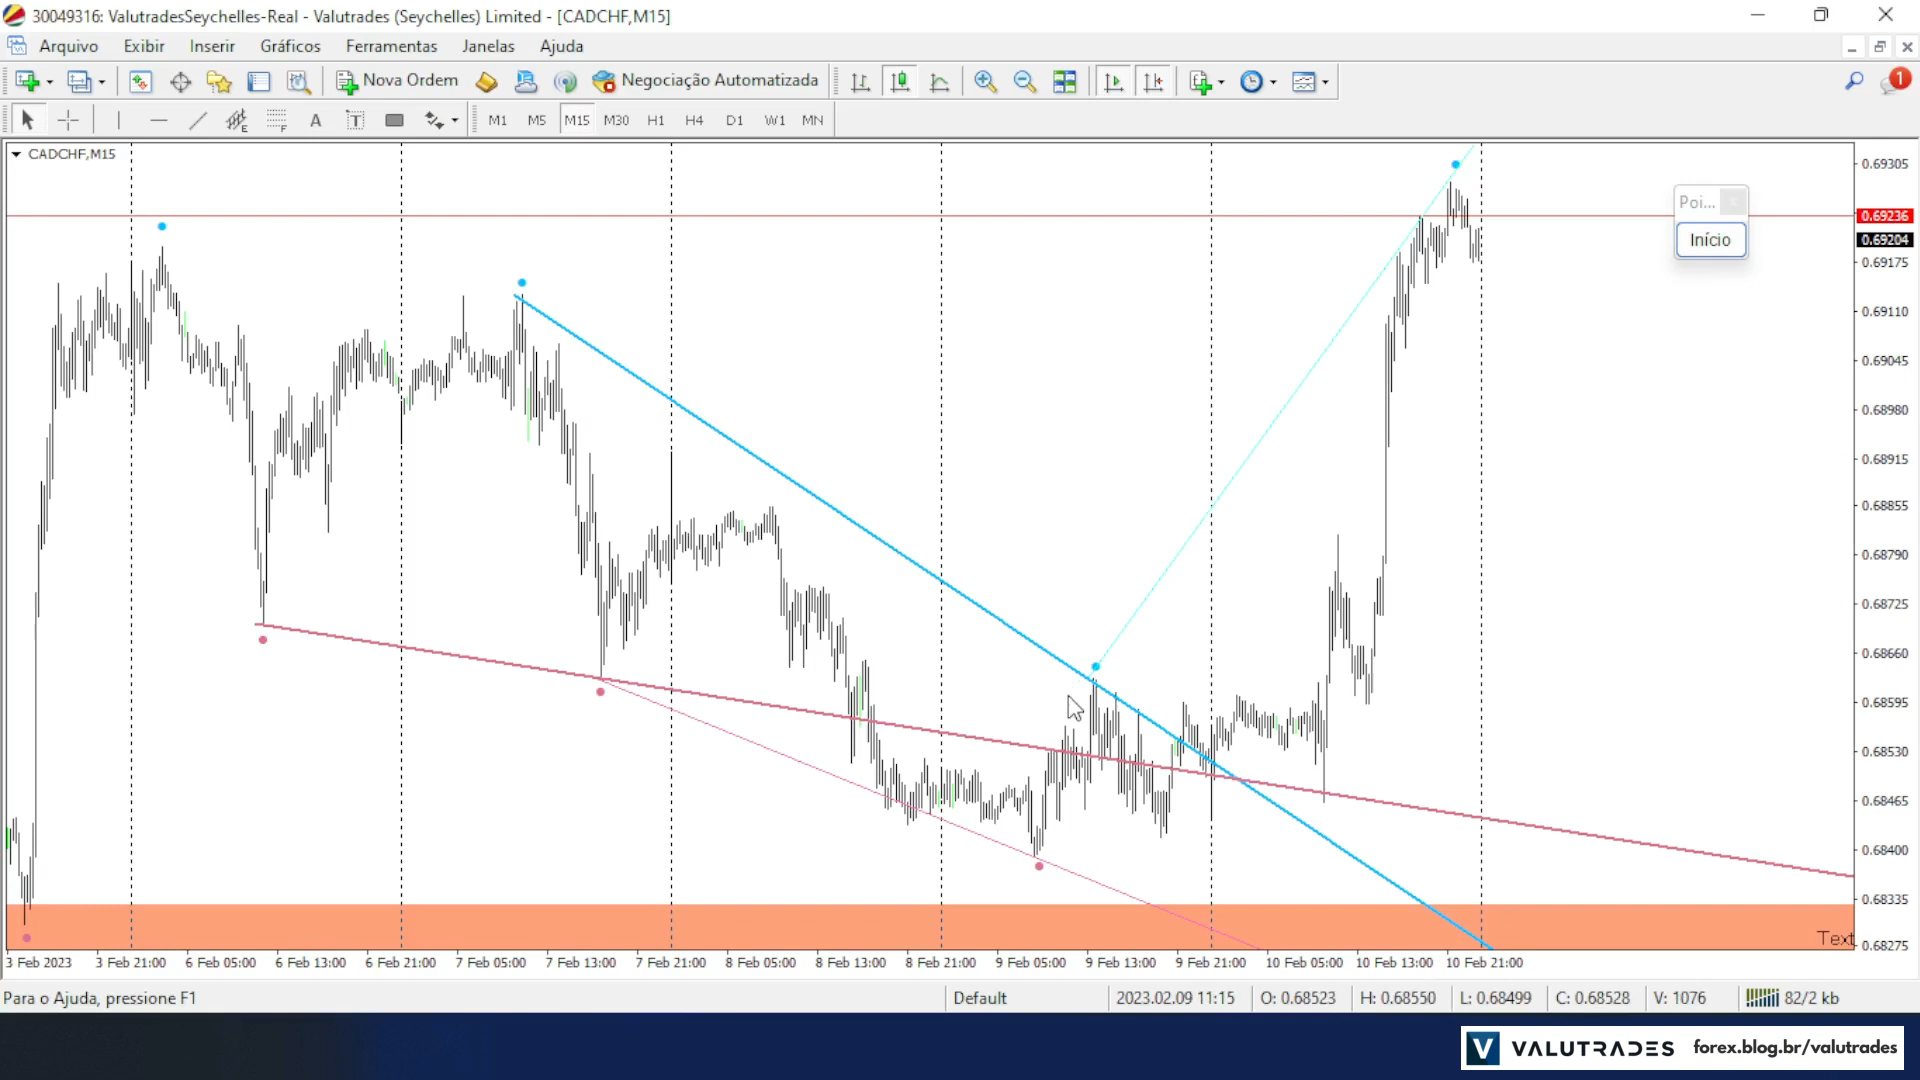 30049316: ValutradesSeychelles-Real - Valutrades (Seychelles) Limited - [CADCHF,M15]
Arquivo Exibir Inserir Gráficos Ferramentas Janelas Ajuda
Nova Ordem Negociação Automatizada 1
E F A T M1 M5 M15 M30 H1 H4 D1 W1 MN
CADCHF,M15
0.69305
Poi...
0.69236
Início
0.69204
0.69175
0.69110
0.69045
0.68980
0.68915
0.68855
0.68790
0.68725
0.68660
0.68595
0.68530
0.68465
0.68400
0.68335
Text
0.68275
3 Feb 2023 3 Feb 21:00 6 Feb 05:00 6 Feb 13:00 6 Feb 21:00 7 Feb 05:00 7 Feb 13:00 7 Feb 21:00 8 Feb 05:00 8 Feb 13:00 8 Feb 21:00 9 Feb 05:00 9 Feb 13:00 9 Feb 21:00 10 Feb 05:00 10 Feb 13:00 10 Feb 21:00
Para o Ajuda, pressione F1 Default 2023.02.09 11:15 O: 0.68523 H: 0.68550 L: 0.68499 C: 0.68528 V: 1076 82/2 kb
V VALUTRADES forex.blog.br/valutrades